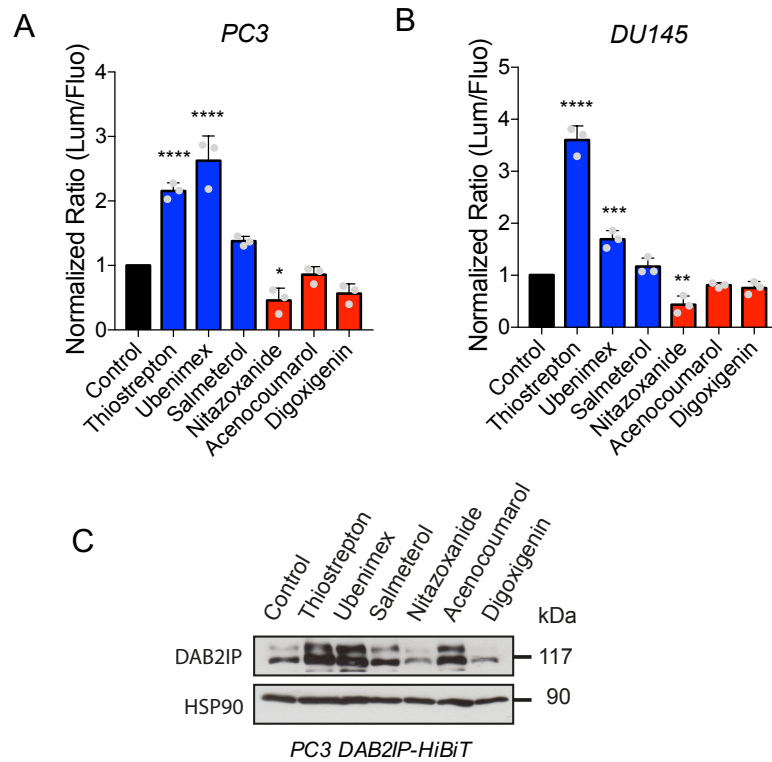 A
PC3
Normalized Ratio (Lum/Fluo)
4
3
2
1
0
****
****
*
Control
Thiostrepton
Ubenimex
Salmeterol
Nitazoxanide
Acenocoumarol
Digoxigenin
B
DU145
Normalized Ratio (Lum/Fluo)
5
4
3
2
1
0
****
***
**
Control
Thiostrepton
Ubenimex
Salmeterol
Nitazoxanide
Acenocoumarol
Digoxigenin
C
Control
Thiostrepton
Ubenimex
Salmeterol
Nitazoxanide
Acenocoumarol
Digoxigenin
kDa
DAB2IP
117
HSP90
90
PC3 DAB2IP-HiBiT